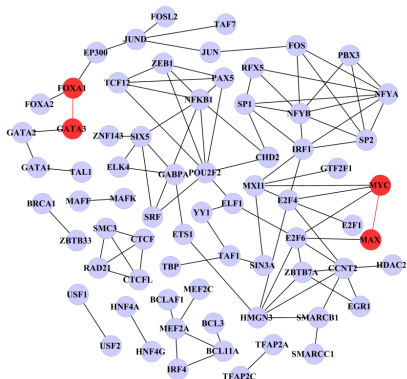 FOSL2
TAF7
JUND
EP300
JUN
FOS
PBX3
ZEB1
RFX5
FOXA1
TCF12
PAX5
NFYA
FOXA2
NFKB1
SP1
NFYB
GATA2
GATA3
ZNF143
SIX5
IRF1
SP2
CHD2
GATA1
TAL1
ELK4
GABPA
POU2F2
GTF2F1
MXI1
MYC
BRCA1
MAFF
MAFK
SRF
YY1
ELF1
E2F4
E2F1
ZBTB33
SMC3
CTCF
ETS1
E2F6
MAX
RAD21
CTCFL
TBP
TAF1
SIN3A
ZBTB7A
CCNT2
HDAC2
USF1
HNF4A
BCLAF1
MEF2C
EGR1
MEF2A
BCL3
HMGN3
SMARCB1
USF2
HNF4G
IRF4
BCL11A
TFAP2A
SMARCC1
TFAP2C